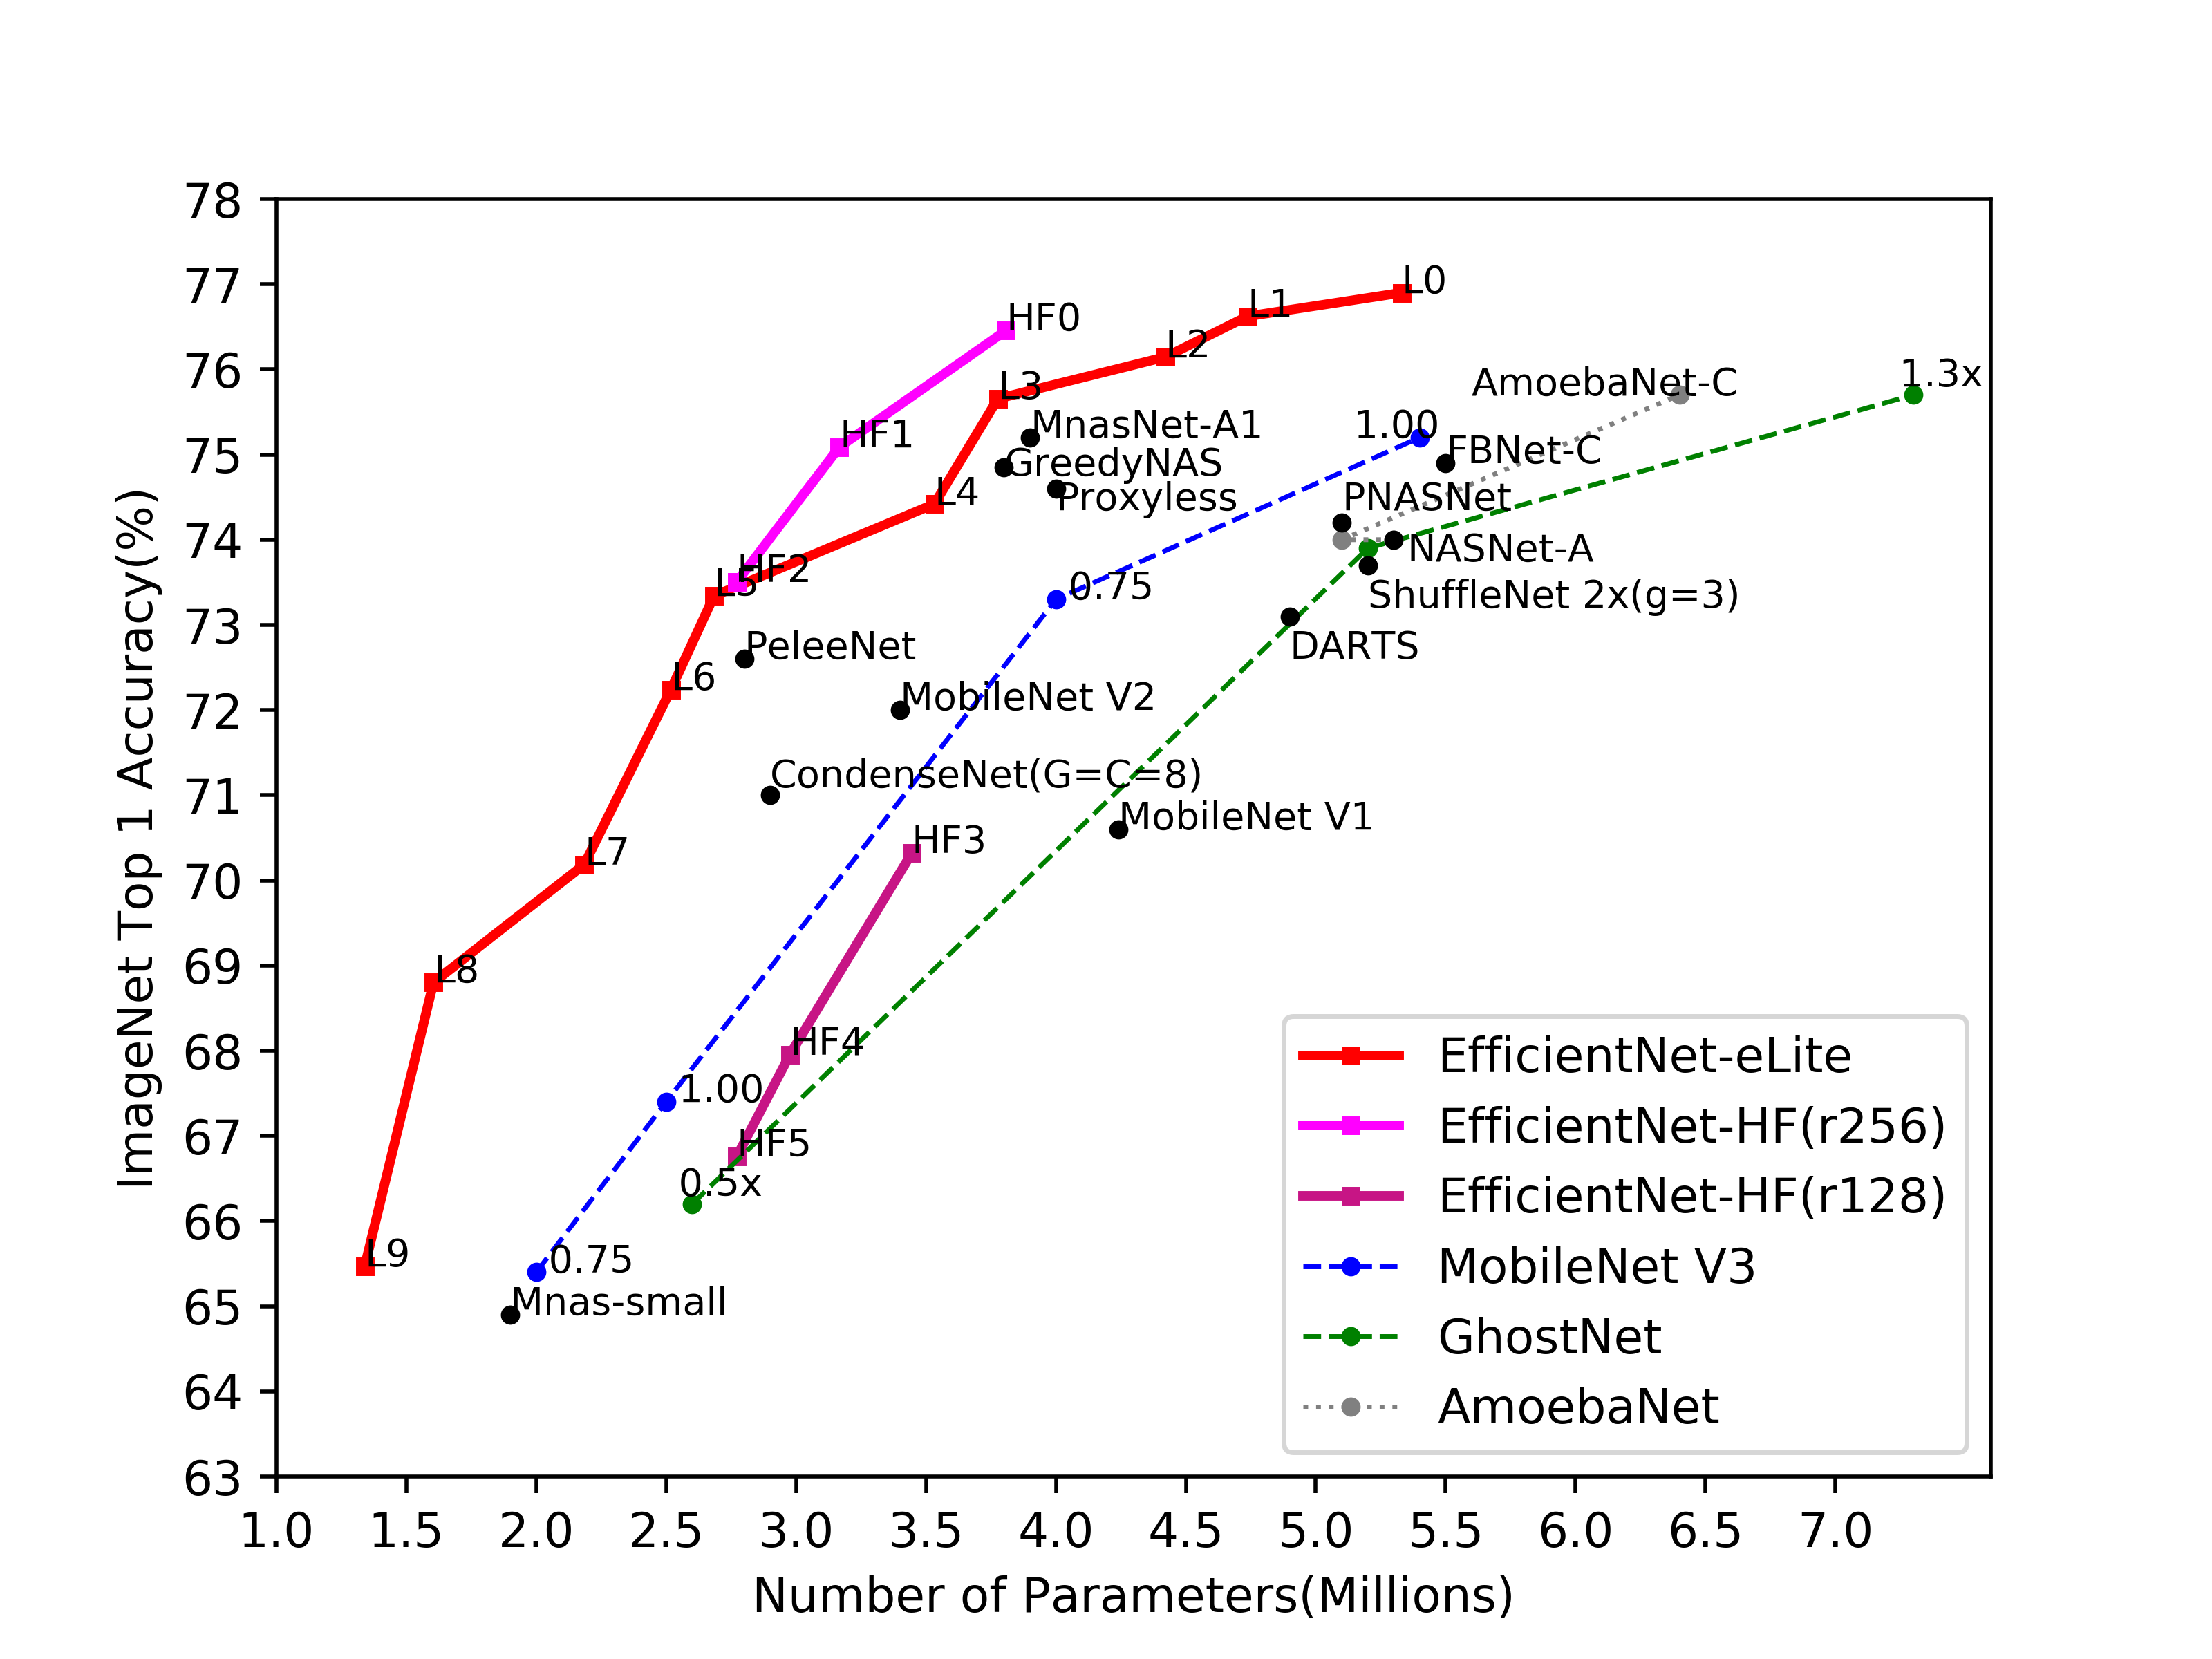 78
77
76
75
74
73
72
71
70
69
68
67
66
65
64
63
ImageNet Top 1 Accuracy(%)
L0
L1
HF0
L2
1.3x
AmoebaNet-C
L3
MnasNet-A1
1.00
HF1
FBNet-C
GreedyNAS
L4
Proxyless
PNASNet
NASNet-A
HF2
L5
0.75
ShuffleNet 2x(g=3)
PeleeNet
DARTS
L6
MobileNet V2
CondenseNet(G=C=8)
MobileNet V1
HF3
L7
L8
HF4
1.00
HF5
0.5x
L9
0.75
Mnas-small
EfficientNet-eLite
EfficientNet-HF(r256)
EfficientNet-HF(r128)
MobileNet V3
GhostNet
AmoebaNet
1.0 1.5 2.0 2.5 3.0 3.5 4.0 4.5 5.0 5.5 6.0 6.5 7.0
Number of Parameters(Millions)